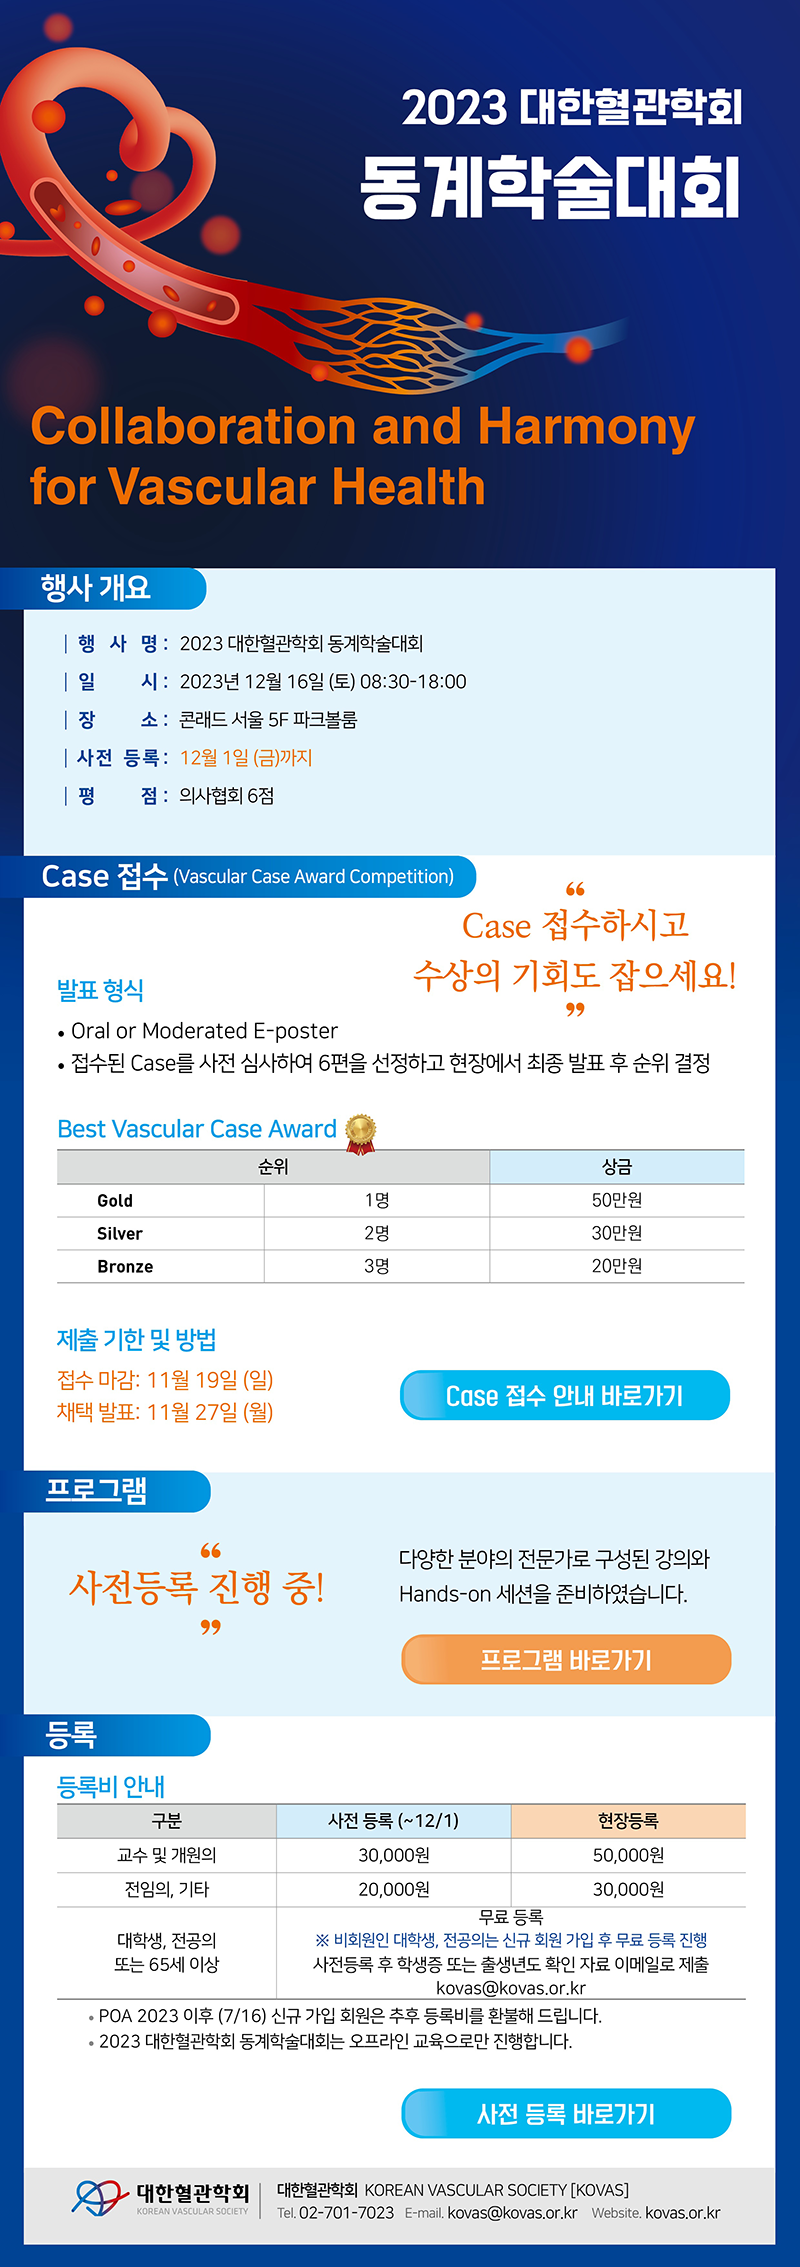 2023 대한혈관학회
동계학술대회
Collaboration and Harmony
for Vascular Health
행사 개요
| 행 사 명 : 2023 대한혈관학회 동계학술대회
| 일 시 : 2023년 12월 16일 (토) 08:30-18:00
| 장 소 : 콘래드 서울 5F 파크볼룸
| 사전 등록 : 12월 1일 (금)까지
| 평 점 : 의사협회 6점
Case 접수 (Vascular Case Award Competition)
“
Case 접수하시고
수상의 기회도 잡으세요!
”
발표 형식
• Oral or Moderated E-poster
• 접수된 Case를 사전 심사하여 6편을 선정하고 현장에서 최종 발표 후 순위 결정
Best Vascular Case Award
순위 상금
Gold 1명 50만원
Silver 2명 30만원
Bronze 3명 20만원
제출 기한 및 방법
접수 마감: 11월 19일 (일)
채택 발표: 11월 27일 (월)
Case 접수 안내 바로가기
프로그램
“
사전등록 진행 중!
”
다양한 분야의 전문가로 구성된 강의와
Hands-on 세션을 준비하였습니다.
프로그램 바로가기
등록
등록비 안내
구분 사전 등록 (~12/1) 현장등록
교수 및 개원의 30,000원 50,000원
전임의, 기타 20,000원 30,000원
대학생, 전공의
또는 65세 이상
무료 등록
※ 비회원인 대학생, 전공의는 신규 회원 가입 후 무료 등록 진행
사전등록 후 학생증 또는 출생년도 확인 자료 이메일로 제출
kovas@kovas.or.kr
• POA 2023 이후 (7/16) 신규 가입 회원은 추후 등록비를 환불해 드립니다.
• 2023 대한혈관학회 동계학술대회는 오프라인 교육으로만 진행합니다.
사전 등록 바로가기
대한혈관학회
KOREAN VASCULAR SOCIETY
대한혈관학회 KOREAN VASCULAR SOCIETY [KOVAS]
Tel. 02-701-7023 E-mail. kovas@kovas.or.kr Website. kovas.or.kr